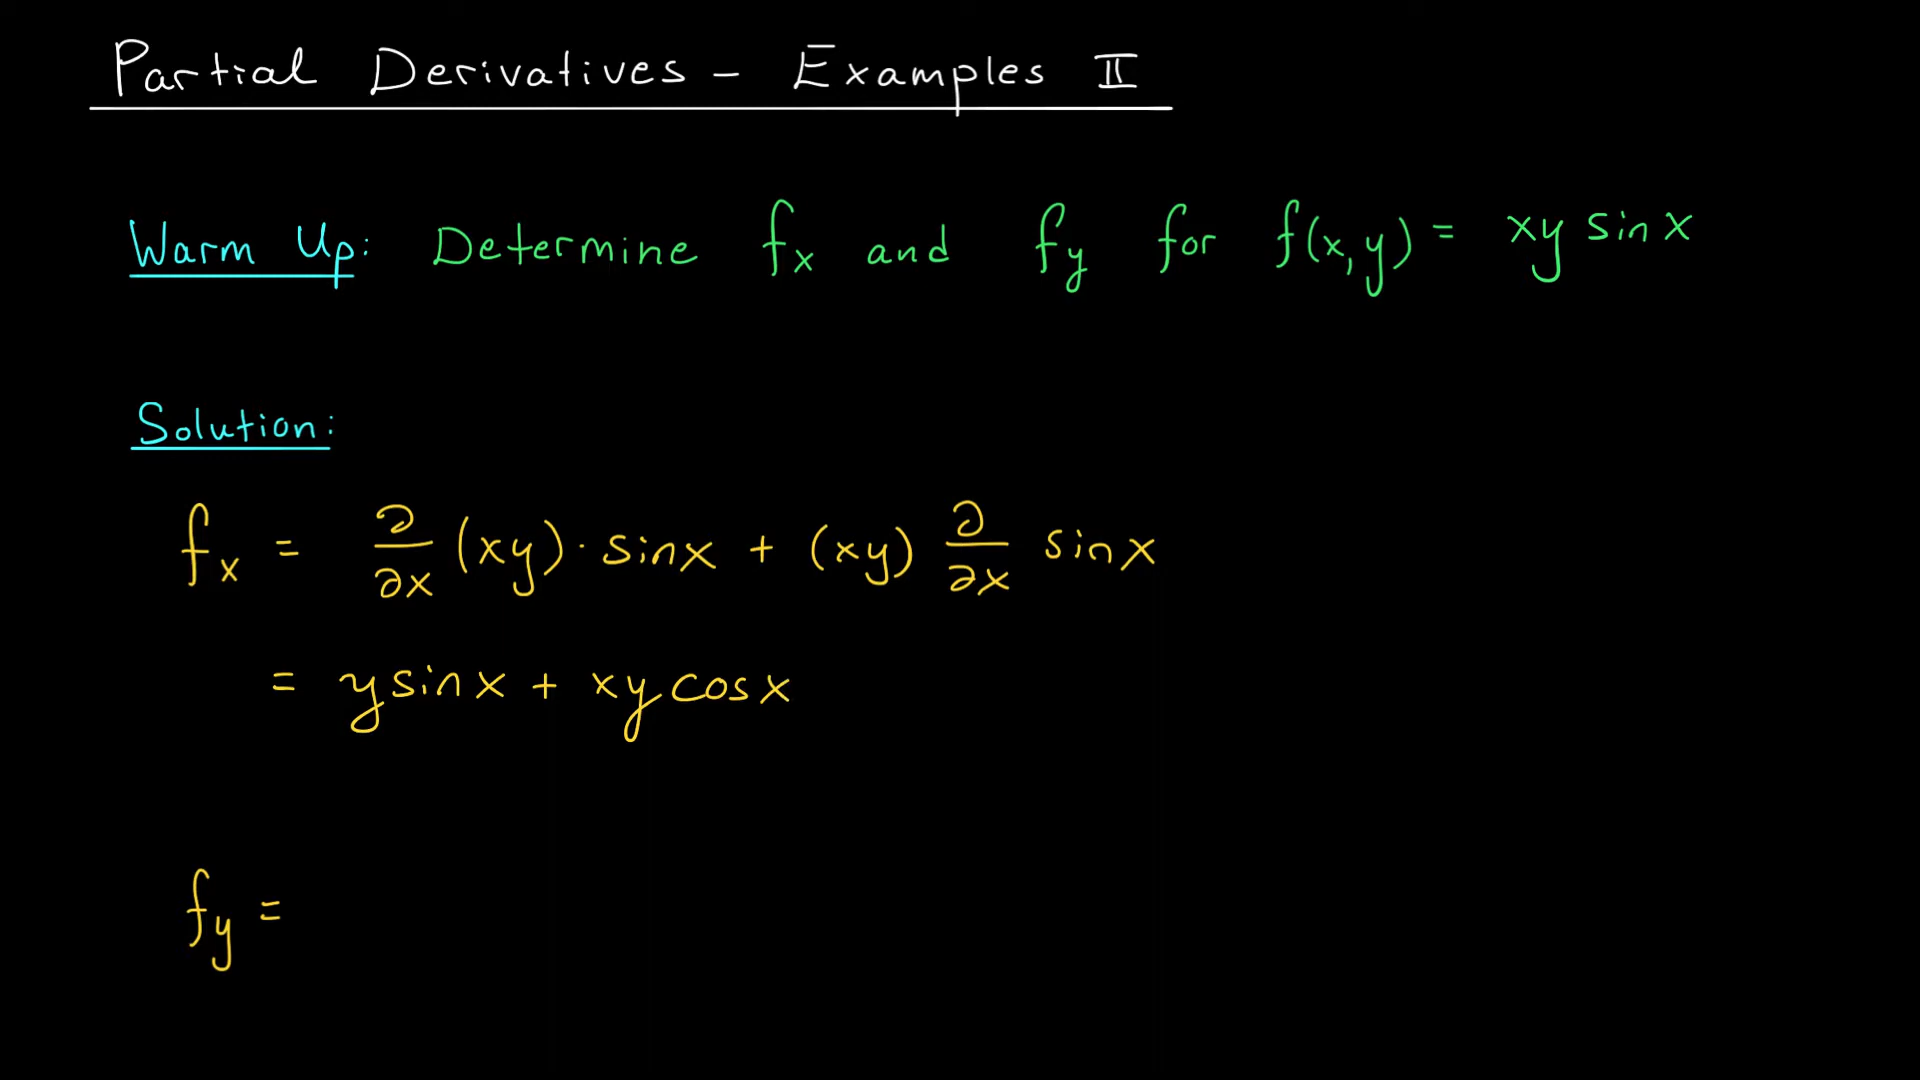 Partial Derivatives - Examples II
Warm Up: Determine fx and fy for f(x,y) = xy sin x
Solution:
fx = ∂/∂x (xy) · sin x + (xy) ∂/∂x sin x
= y sin x + xy cos x
fy =